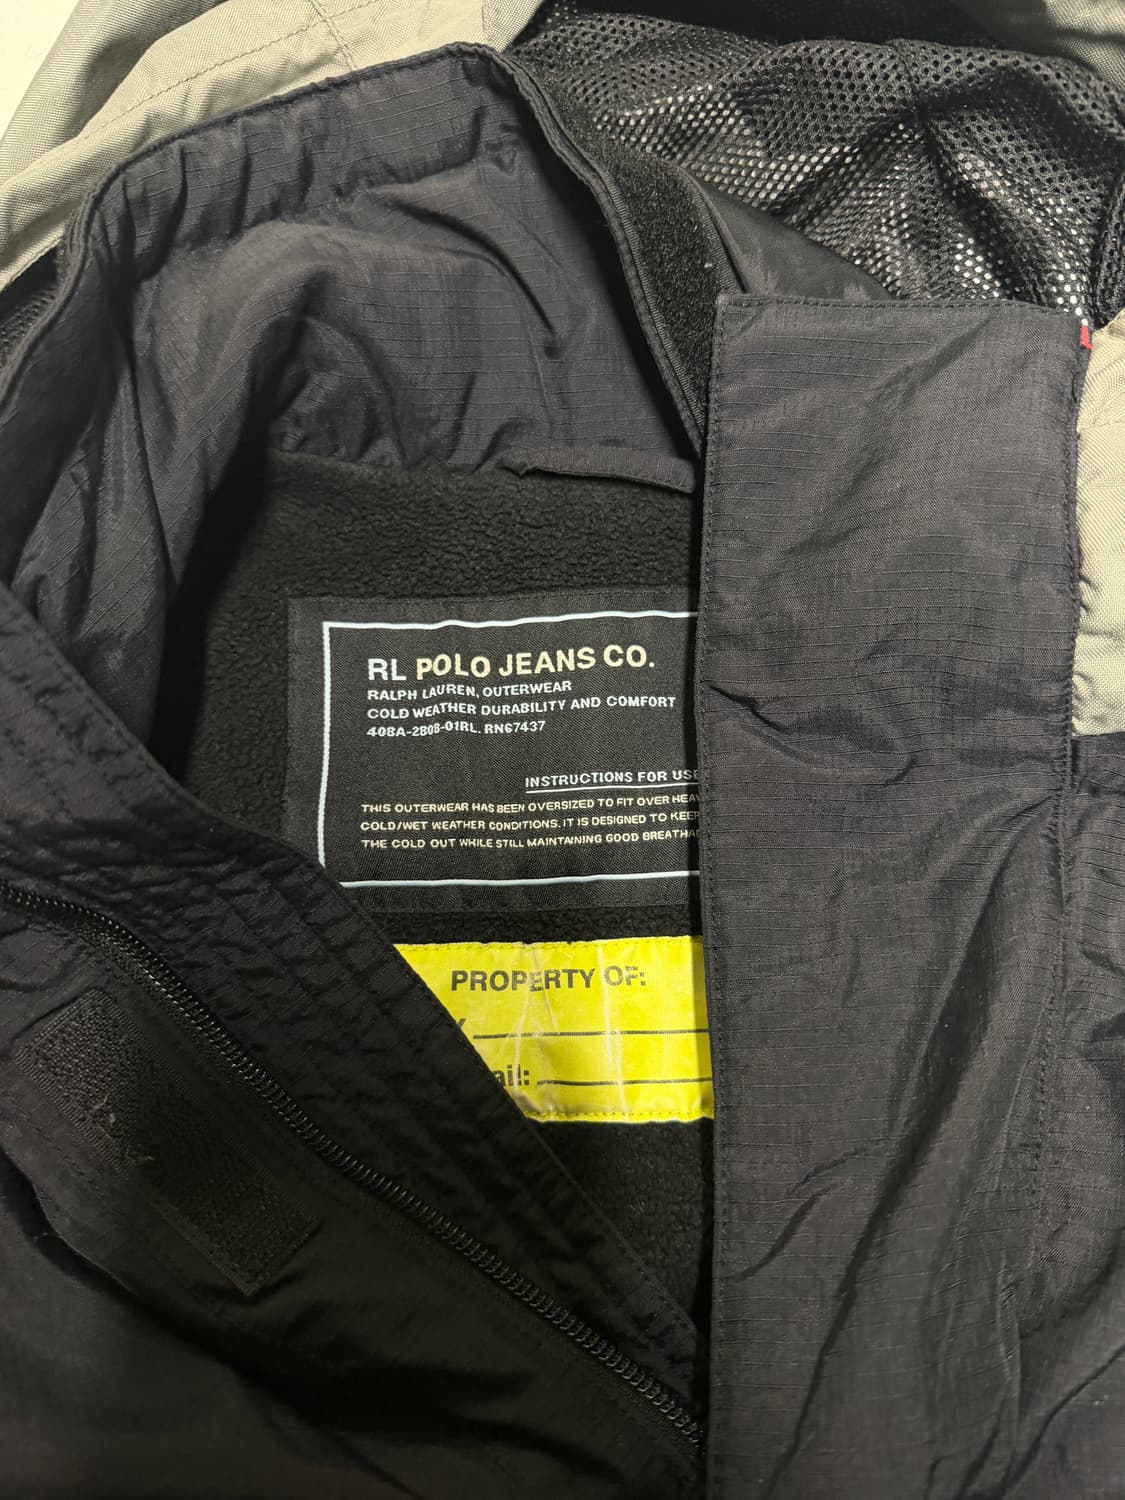 RL POLO JEANS CO.
RALPH LAUREN, OUTERWEAR
COLD WEATHER DURABILITY AND COMFORT
408A-2808-01RL. RN67437
INSTRUCTIONS FOR USE
THIS OUTERWEAR HAS BEEN OVERSIZED TO FIT OVER
COLD/WET WEATHER CONDITIONS. IT IS DESIGNED TO KEEP
THE COLD OUT WHILE STILL MAINTAINING GOOD
PROPERTY OF: